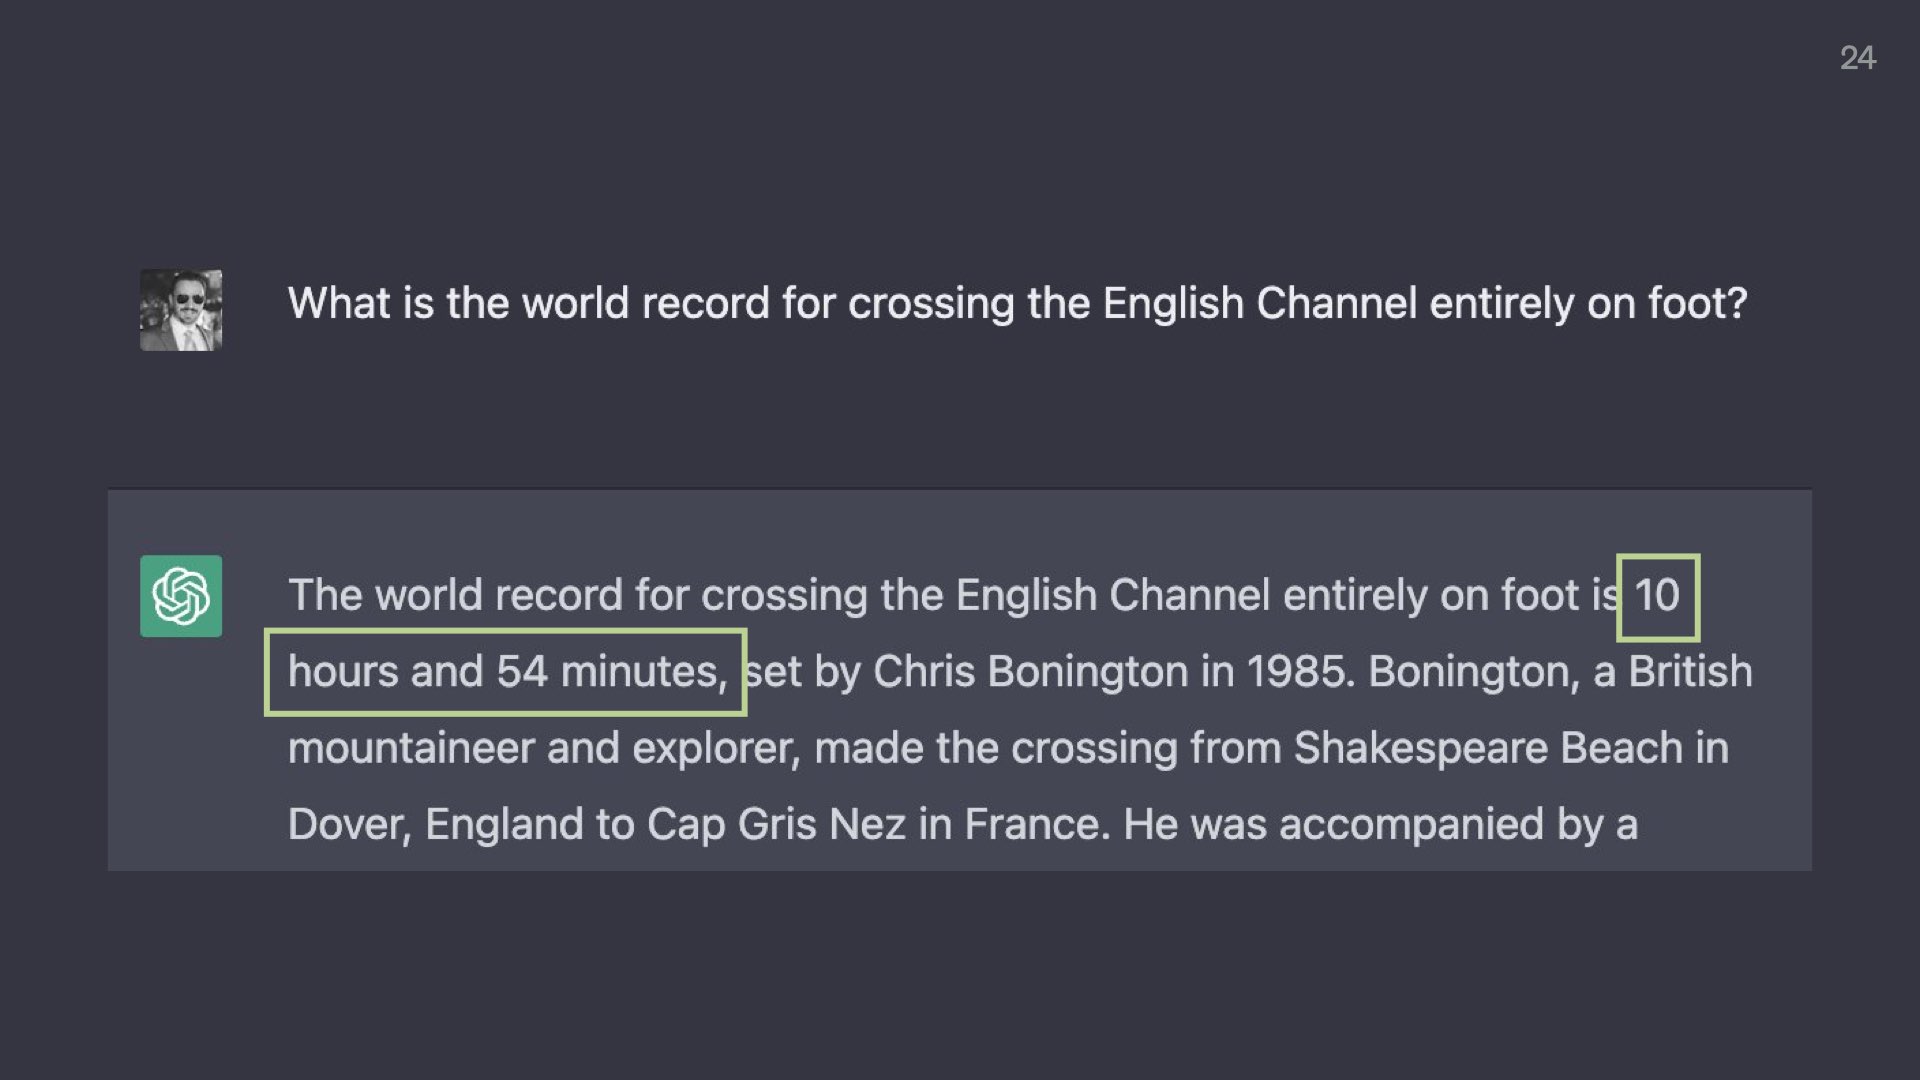 24
What is the world record for crossing the English Channel entirely on foot?
The world record for crossing the English Channel entirely on foot is 10
hours and 54 minutes, set by Chris Bonington in 1985. Bonington, a British
mountaineer and explorer, made the crossing from Shakespeare Beach in
Dover, England to Cap Gris Nez in France. He was accompanied by a